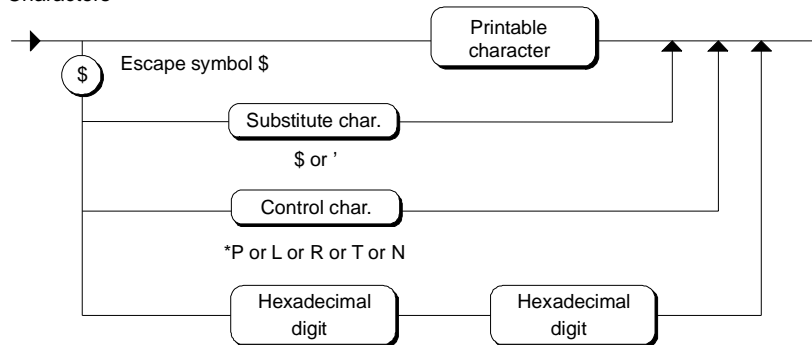 Characters
Printable
character
$
Escape symbol $
Substitute char.
$ or ’
Control char.
*P or L or R or T or N
Hexadecimal
digit
Hexadecimal
digit